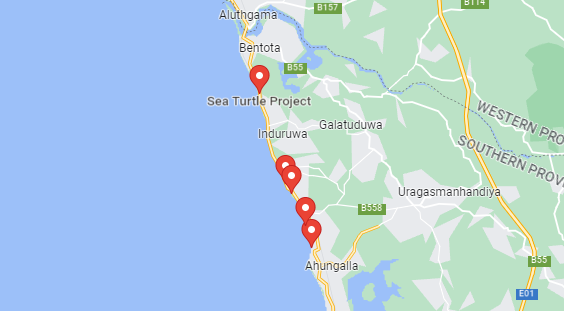 B114
B157
Aluthgama
Bentota
B55
Sea Turtle Project
WESTERN PRO
Galatuduwa
Induruwa
SOUTHERN PROV
Uragasmanhandiya
B558
Ahungalla
B55
E01